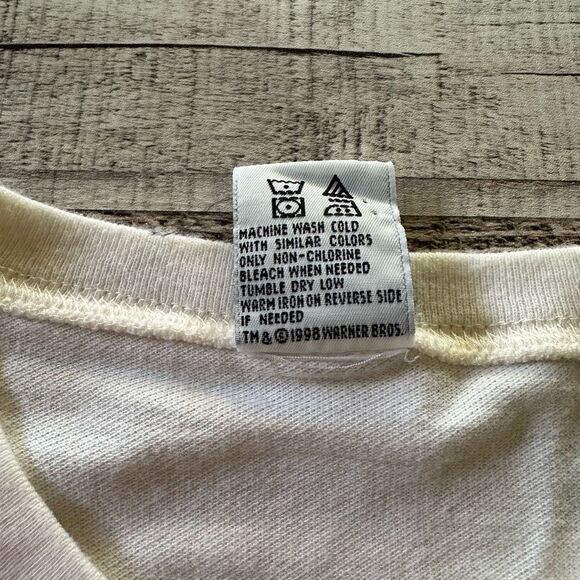 MACHINE WASH COLD
WITH SIMILAR COLORS
ONLY NON-CHLORINE
BLEACH WHEN NEEDED
TUMBLE DRY LOW
WARM IRON ON REVERSE SIDE
IF NEEDED
TM & © 1998 WARNER BROS.